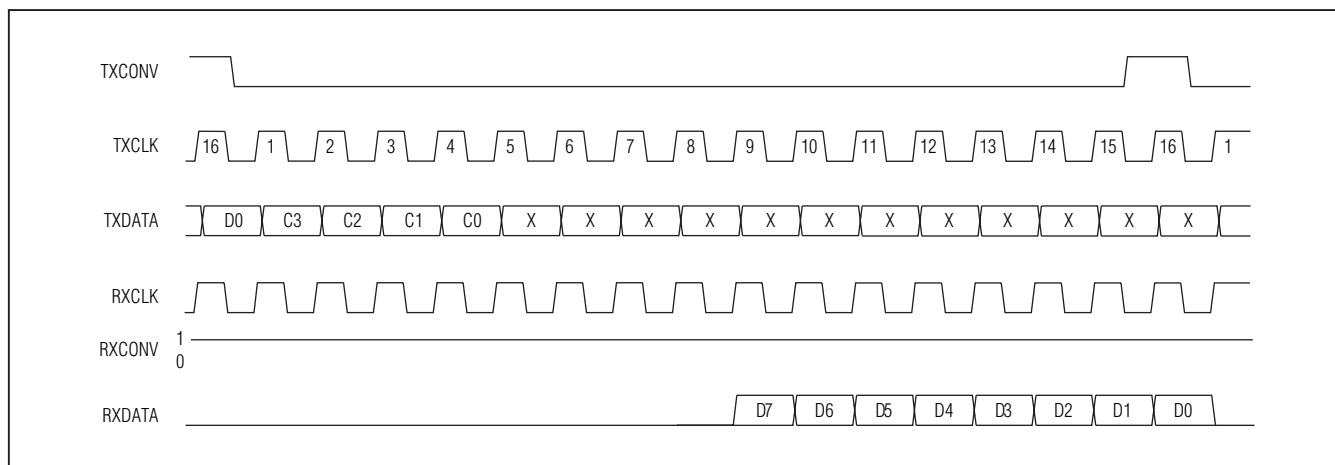 TXCONV
TXCLK 16 1 2 3 4 5 6 7 8 9 10 11 12 13 14 15 16 1
TXDATA D0 C3 C2 C1 C0 X X X X X X X X X X X X
RXCLK
RXCONV 1
0
RXDATA D7 D6 D5 D4 D3 D2 D1 D0